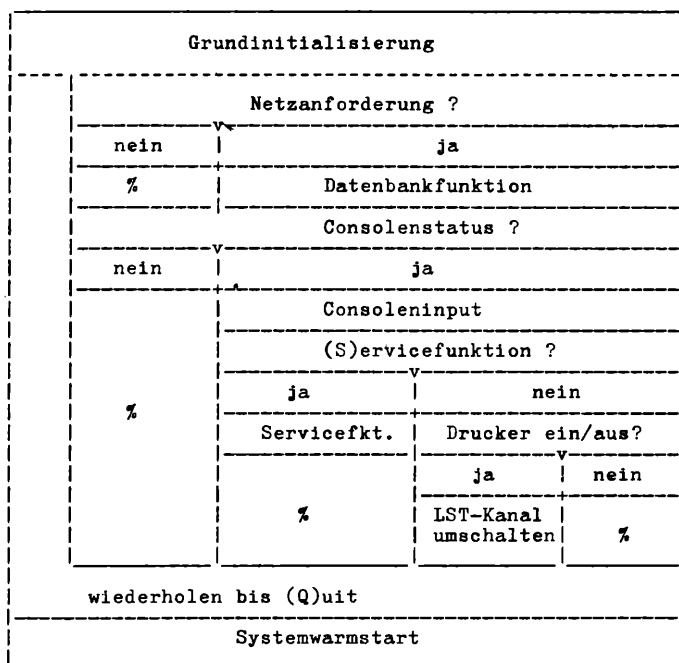 Grundinitialisierung
Netzanforderung ?
nein ja
% Datenbankfunktion
Consolenstatus ?
nein ja
Consoleninput
(S)ervicefunktion ?
ja nein
%
Servicefkt. Drucker ein/aus?
ja nein
% LST-Kanal
umschalten %
wiederholen bis (Q)uit
Systemwarmstart